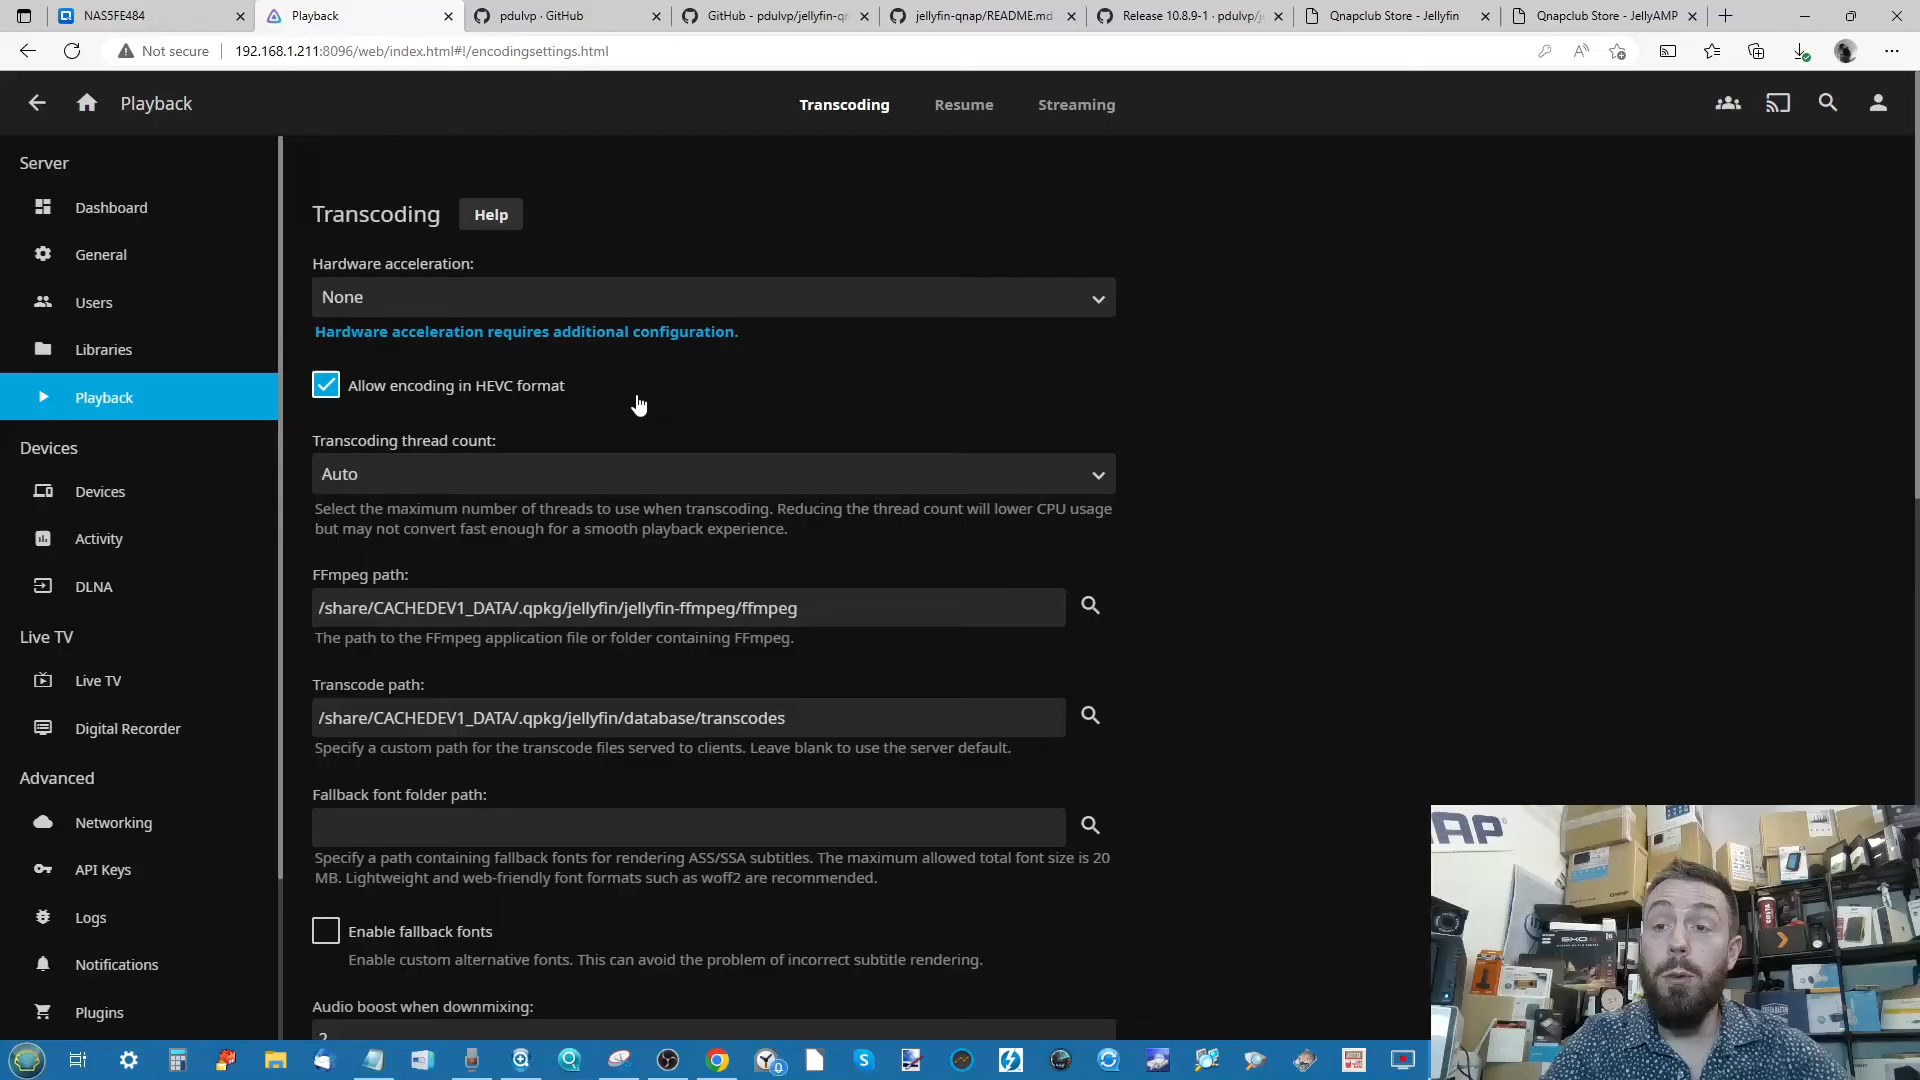 NAS5FE484
Playback
pdulvp · GitHub
GitHub - pdulvp/jellyfin-qn
jellyfin-qnap/README.md
Release 10.8.9-1 · pdulvp/je
Qnapclub Store - Jellyfin
Qnapclub Store - JellyAMP
Not secure
192.168.1.211:8096/web/index.html#!/encodingsettings.html
Playback
Transcoding
Resume
Streaming
Server
Dashboard
General
Users
Libraries
Playback
Devices
Devices
Activity
DLNA
Live TV
Live TV
Digital Recorder
Advanced
Networking
API Keys
Logs
Notifications
Plugins
Transcoding
Help
Hardware acceleration:
None
Hardware acceleration requires additional configuration.
Allow encoding in HEVC format
Transcoding thread count:
Auto
Select the maximum number of threads to use when transcoding. Reducing the thread count will lower CPU usage
but may not convert fast enough for a smooth playback experience.
FFmpeg path:
/share/CACHEDEV1_DATA/.qpkg/jellyfin/jellyfin-ffmpeg/ffmpeg
The path to the FFmpeg application file or folder containing FFmpeg.
Transcode path:
/share/CACHEDEV1_DATA/.qpkg/jellyfin/database/transcodes
Specify a custom path for the transcode files served to clients. Leave blank to use the server default.
Fallback font folder path:
Specify a path containing fallback fonts for rendering ASS/SSA subtitles. The maximum allowed total font size is 20
MB. Lightweight and web-friendly font formats such as woff2 are recommended.
Enable fallback fonts
Enable custom alternative fonts. This can avoid the problem of incorrect subtitle rendering.
Audio boost when downmixing:
2